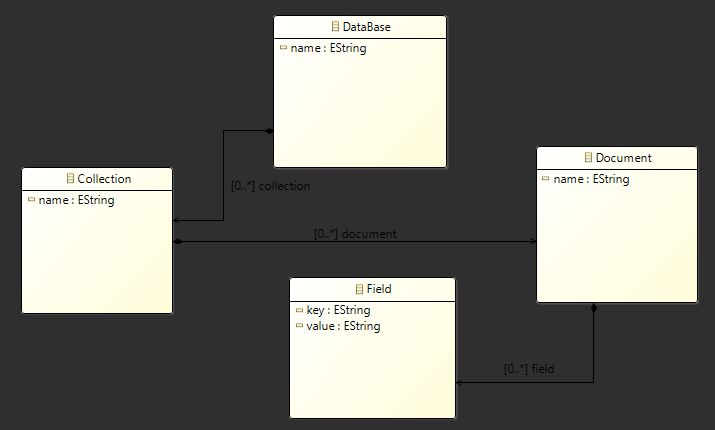 DataBase
name : EString
[0..*] collection
Collection
name : EString
[0..*] document
Document
name : EString
Field
key : EString
value : EString
[0..*] field